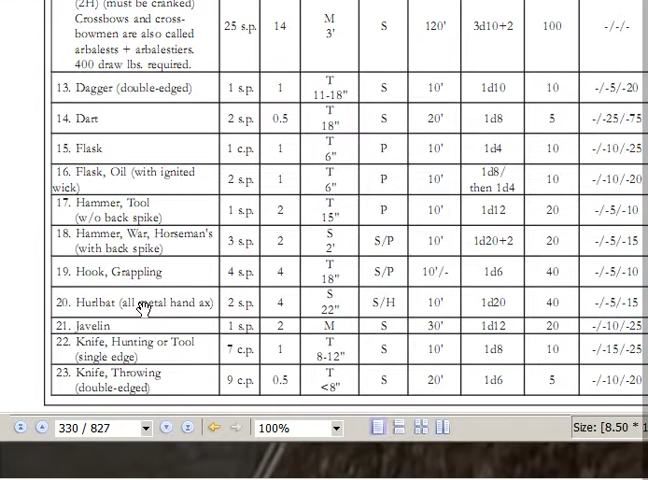 (2H) (must be cranked)
Crossbows and cross-
bowmen are also called
arbalests + arbalestiers.
400 draw lbs. required.
25 s.p. 14 M 3' S 120' 3d10+2 100 -/-/-
13. Dagger (double-edged) 1 s.p. 1 T 11-18" S 10' 1d10 10 -/-5/-20
14. Dart 2 s.p. 0.5 T 18" S 20' 1d8 5 -/-25/-75
15. Flask 1 c.p. 1 T 6" P 10' 1d4 10 -/-10/-25
16. Flask, Oil (with ignited
wick) 2 s.p. 1 T 6" P 10' 1d8/ then 1d4 10 -/-10/-20
17. Hammer, Tool
(w/o back spike) 1 s.p. 2 T 15" P 10' 1d12 20 -/-5/-10
18. Hammer, War, Horseman's
(with back spike) 3 s.p. 2 S 2' S/P 10' 1d20+2 20 -/-5/-15
19. Hook, Grappling 4 s.p. 4 T 18" S/P 10'/- 1d6 40 -/-5/-10
20. Hurlbat (all metal hand ax) 2 s.p. 4 S 22" S/H 10' 1d20 40 -/-5/-15
21. Javelin 1 s.p. 2 M S 30' 1d12 20 -/-10/-25
22. Knife, Hunting or Tool
(single edge) 7 c.p. 1 T 8-12" S 10' 1d8 10 -/-15/-25
23. Knife, Throwing
(double-edged) 9 c.p. 0.5 T <8" S 20' 1d6 5 -/-10/-20
330 / 827 100% Size: [8.50 * 1